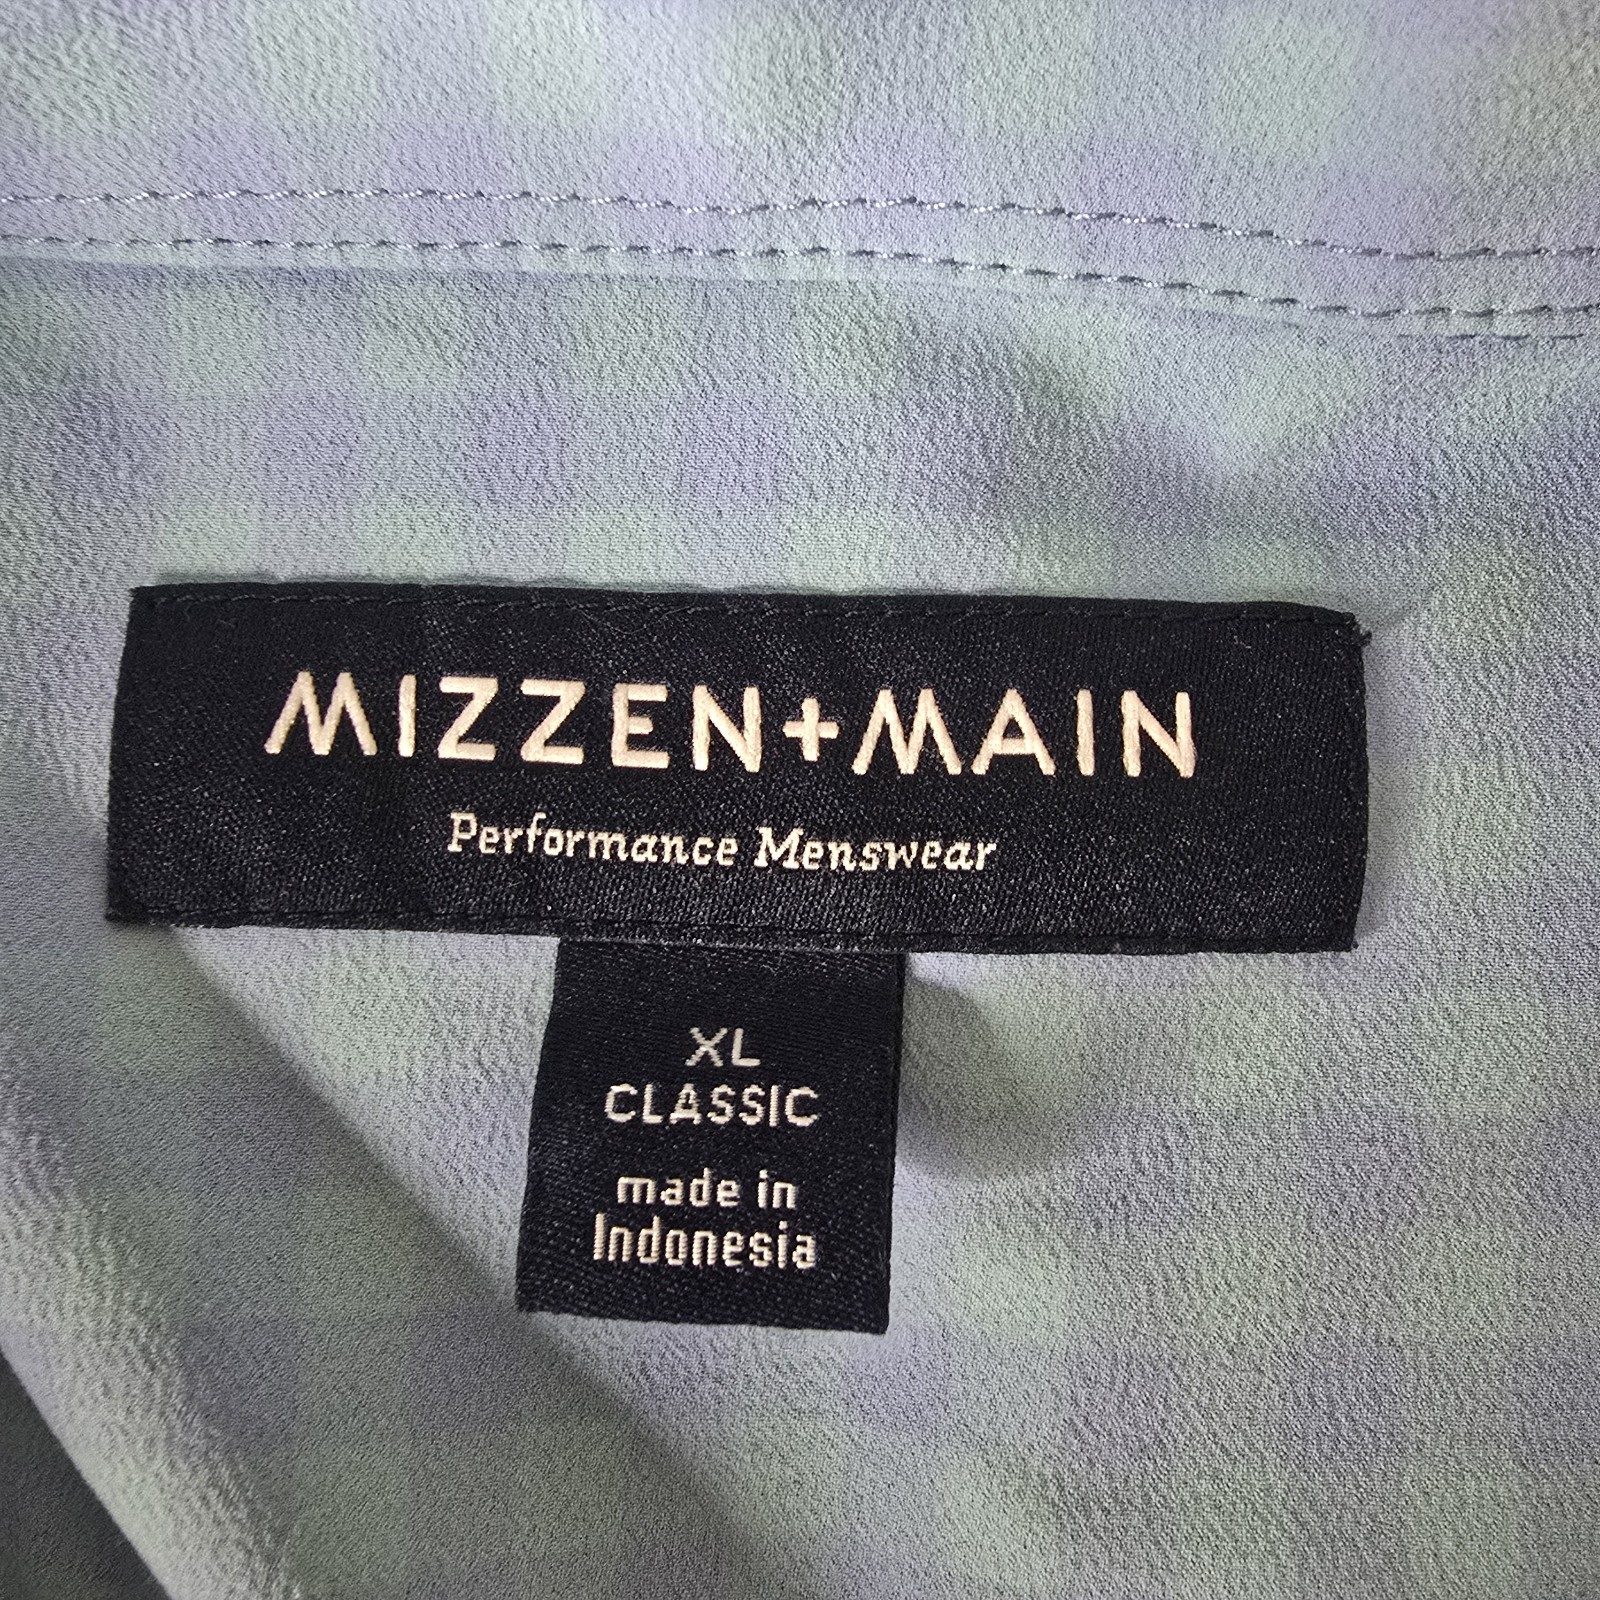 MIZZEN+MAIN
Performance Menswear
XL
CLASSIC
made in
Indonesia